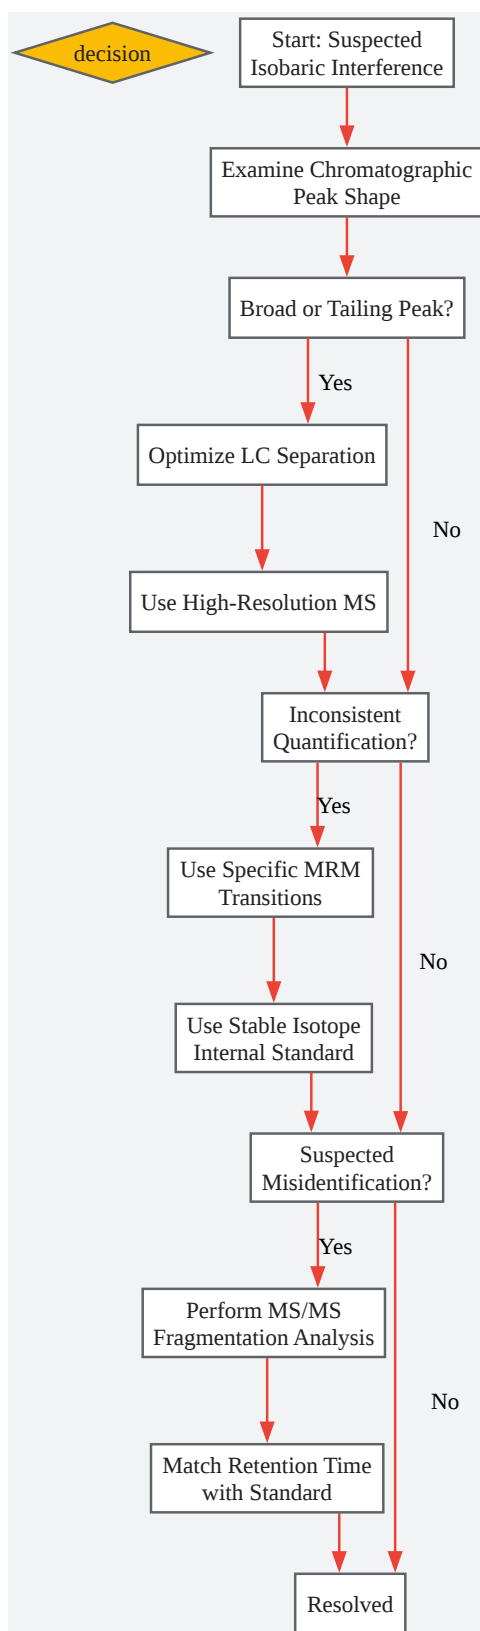 decision
Start: Suspected
Isobaric Interference
Examine Chromatographic
Peak Shape
Broad or Tailing Peak?
Yes
Optimize LC Separation
No
Use High-Resolution MS
Inconsistent
Quantification?
Yes
Use Specific MRM
Transitions
No
Use Stable Isotope
Internal Standard
Suspected
Misidentification?
Yes
Perform MS/MS
Fragmentation Analysis
No
Match Retention Time
with Standard
Resolved